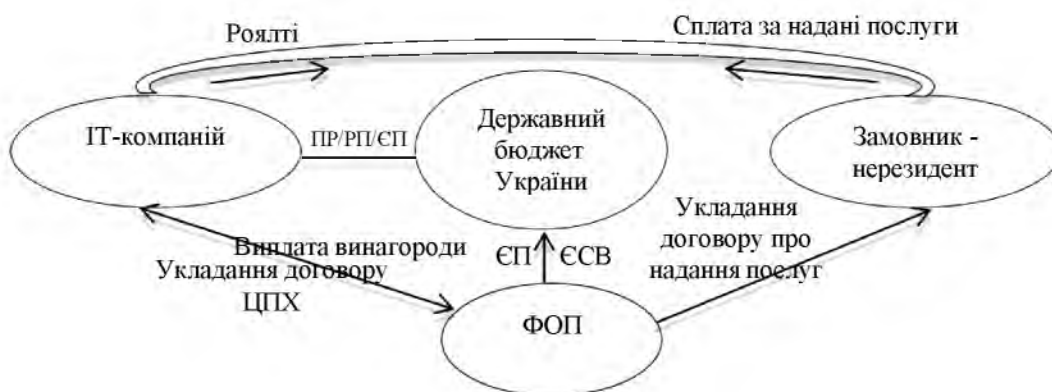 Роялті
Сплата за надані послуги
ІТ-компаній
ПР/РП/ЄП
Державний
бюджет
України
Замовник -
нерезидент
Виплата винагороди
Укладання договору
ЦПХ
ЄП
ЄСВ
Укладання
договору про
надання послуг
ФОП